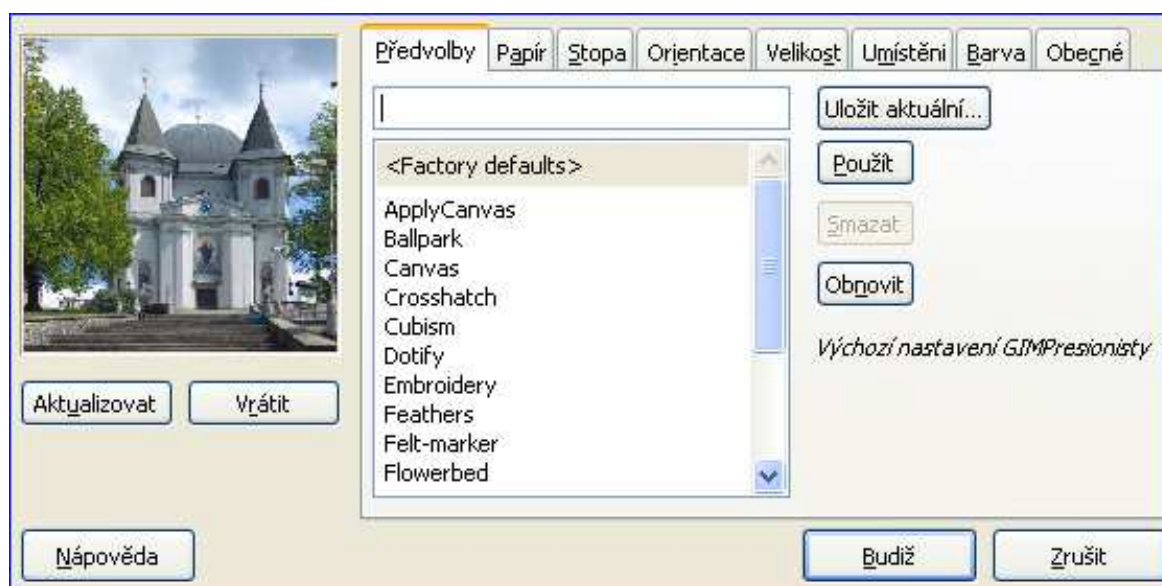 Předvolby Papír Stopa Orientace Velikost Umístěni Barva Obecné
Uložit aktuální...
<Factory defaults>
Použít
ApplyCanvas
Ballpark
Smazat
Canvas
Crosshatch
Obnovit
Cubism
Dotify
Výchozí nastavení GIMPresionisty
Embroidery
Feathers
Felt-marker
Flowerbed
Aktualizovat Vrátit
Nápověda Budiž Zrušit